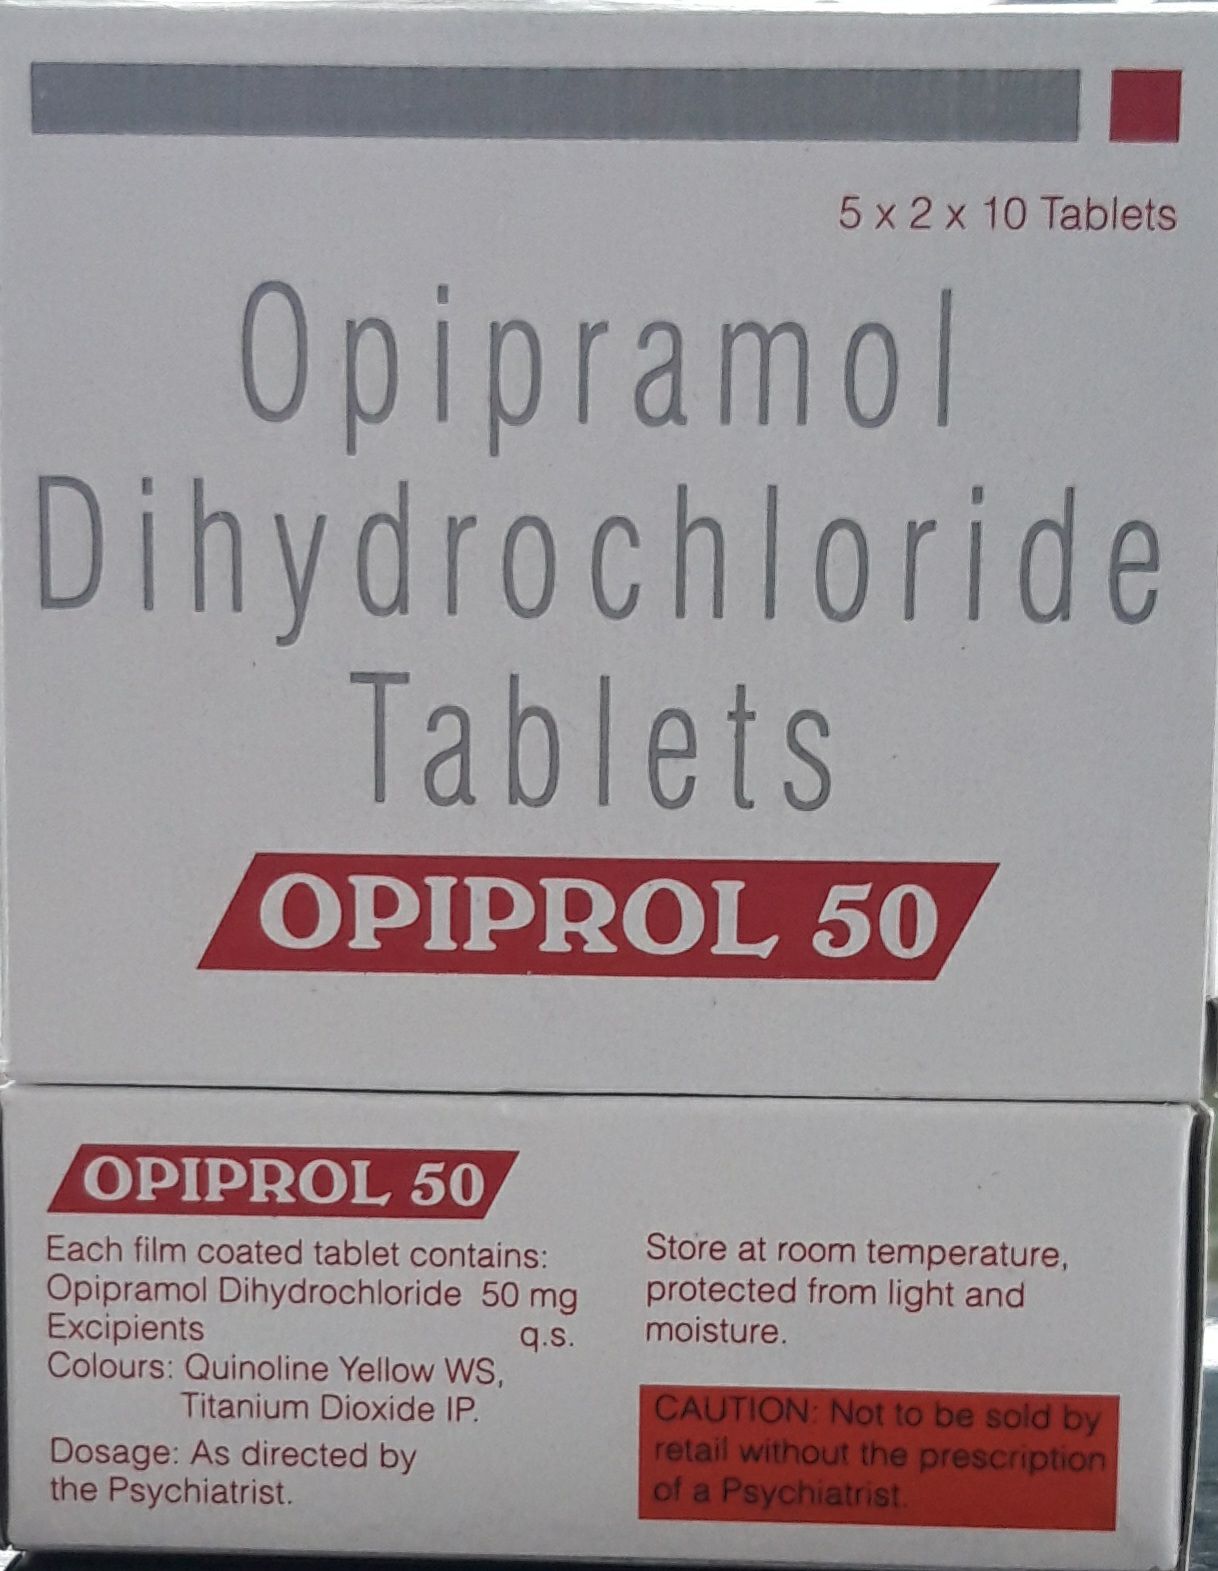 5 x 2 x 10 Tablets
Opipramol
Dihydrochloride
Tablets
OPIPROL 50
OPIPROL 50
Each film coated tablet contains:
Opipramol Dihydrochloride 50 mg
Excipients q.s.
Colours: Quinoline Yellow WS,
Titanium Dioxide IP.
Dosage: As directed by
the Psychiatrist.
Store at room temperature,
protected from light and
moisture.
CAUTION: Not to be sold by
retail without the prescription
of a Psychiatrist.